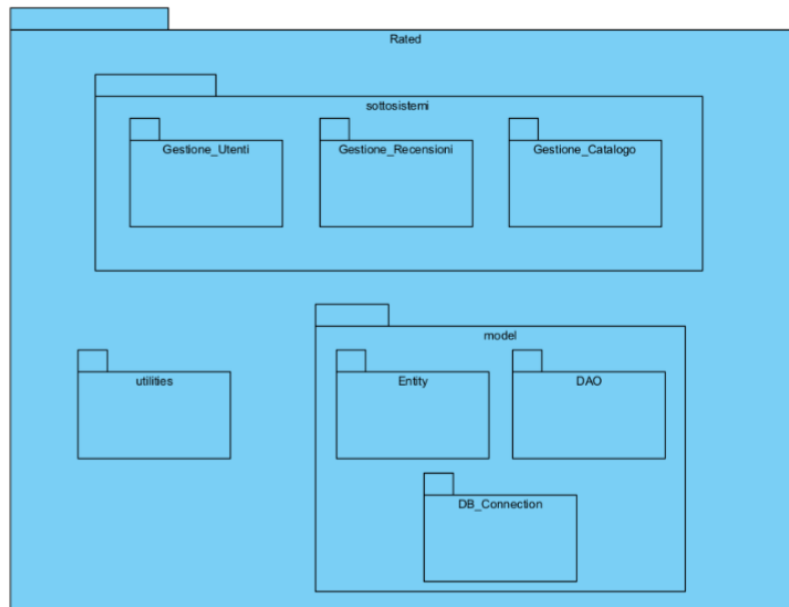 Rated
sottosistemi
Gestione_Utenti
Gestione_Recensioni
Gestione_Catalogo
model
utilities
Entity
DAO
DB_Connection